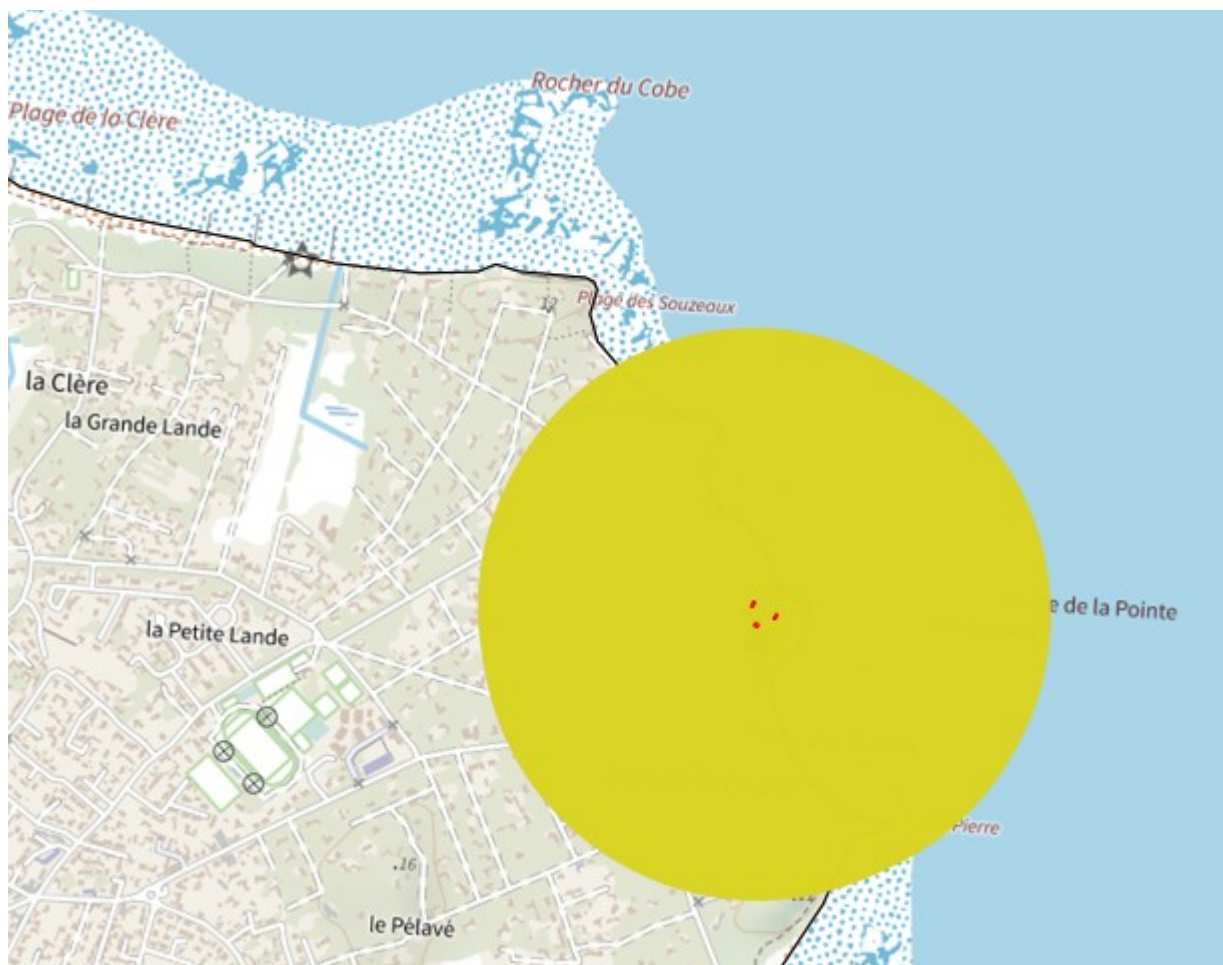 Rocher du Cobe
Plage de la Clère
12
Plage des Souzeaux
la Clère
la Grande Lande
e de la Pointe
la Petite Lande
Pierre
16
le Pélavé